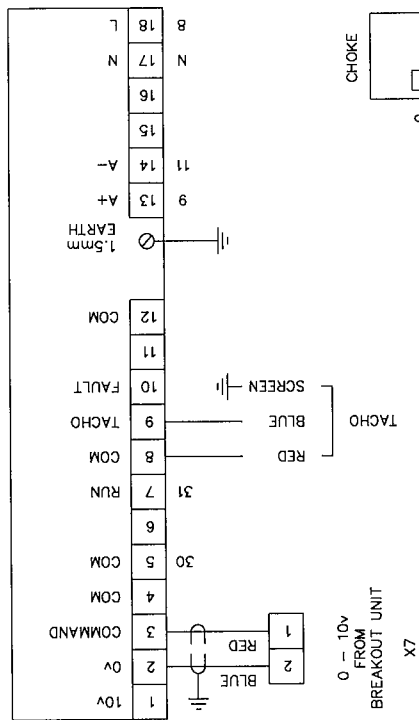 L 18 8
N 17 N
16
15
A- 14 11
A+ 13 9
1.5mm
EARTH
COM 12
11
FAULT 10
TACHO 9
COM 8
RUN 7 31
6
COM 5 30
COM 4
COMMAND 3
0v 2
10v 1
SCREEN
BLUE
RED
TACHO
RED 1
BLUE 2
0 – 10v
FROM
BREAKOUT UNIT
X7
CHOKE